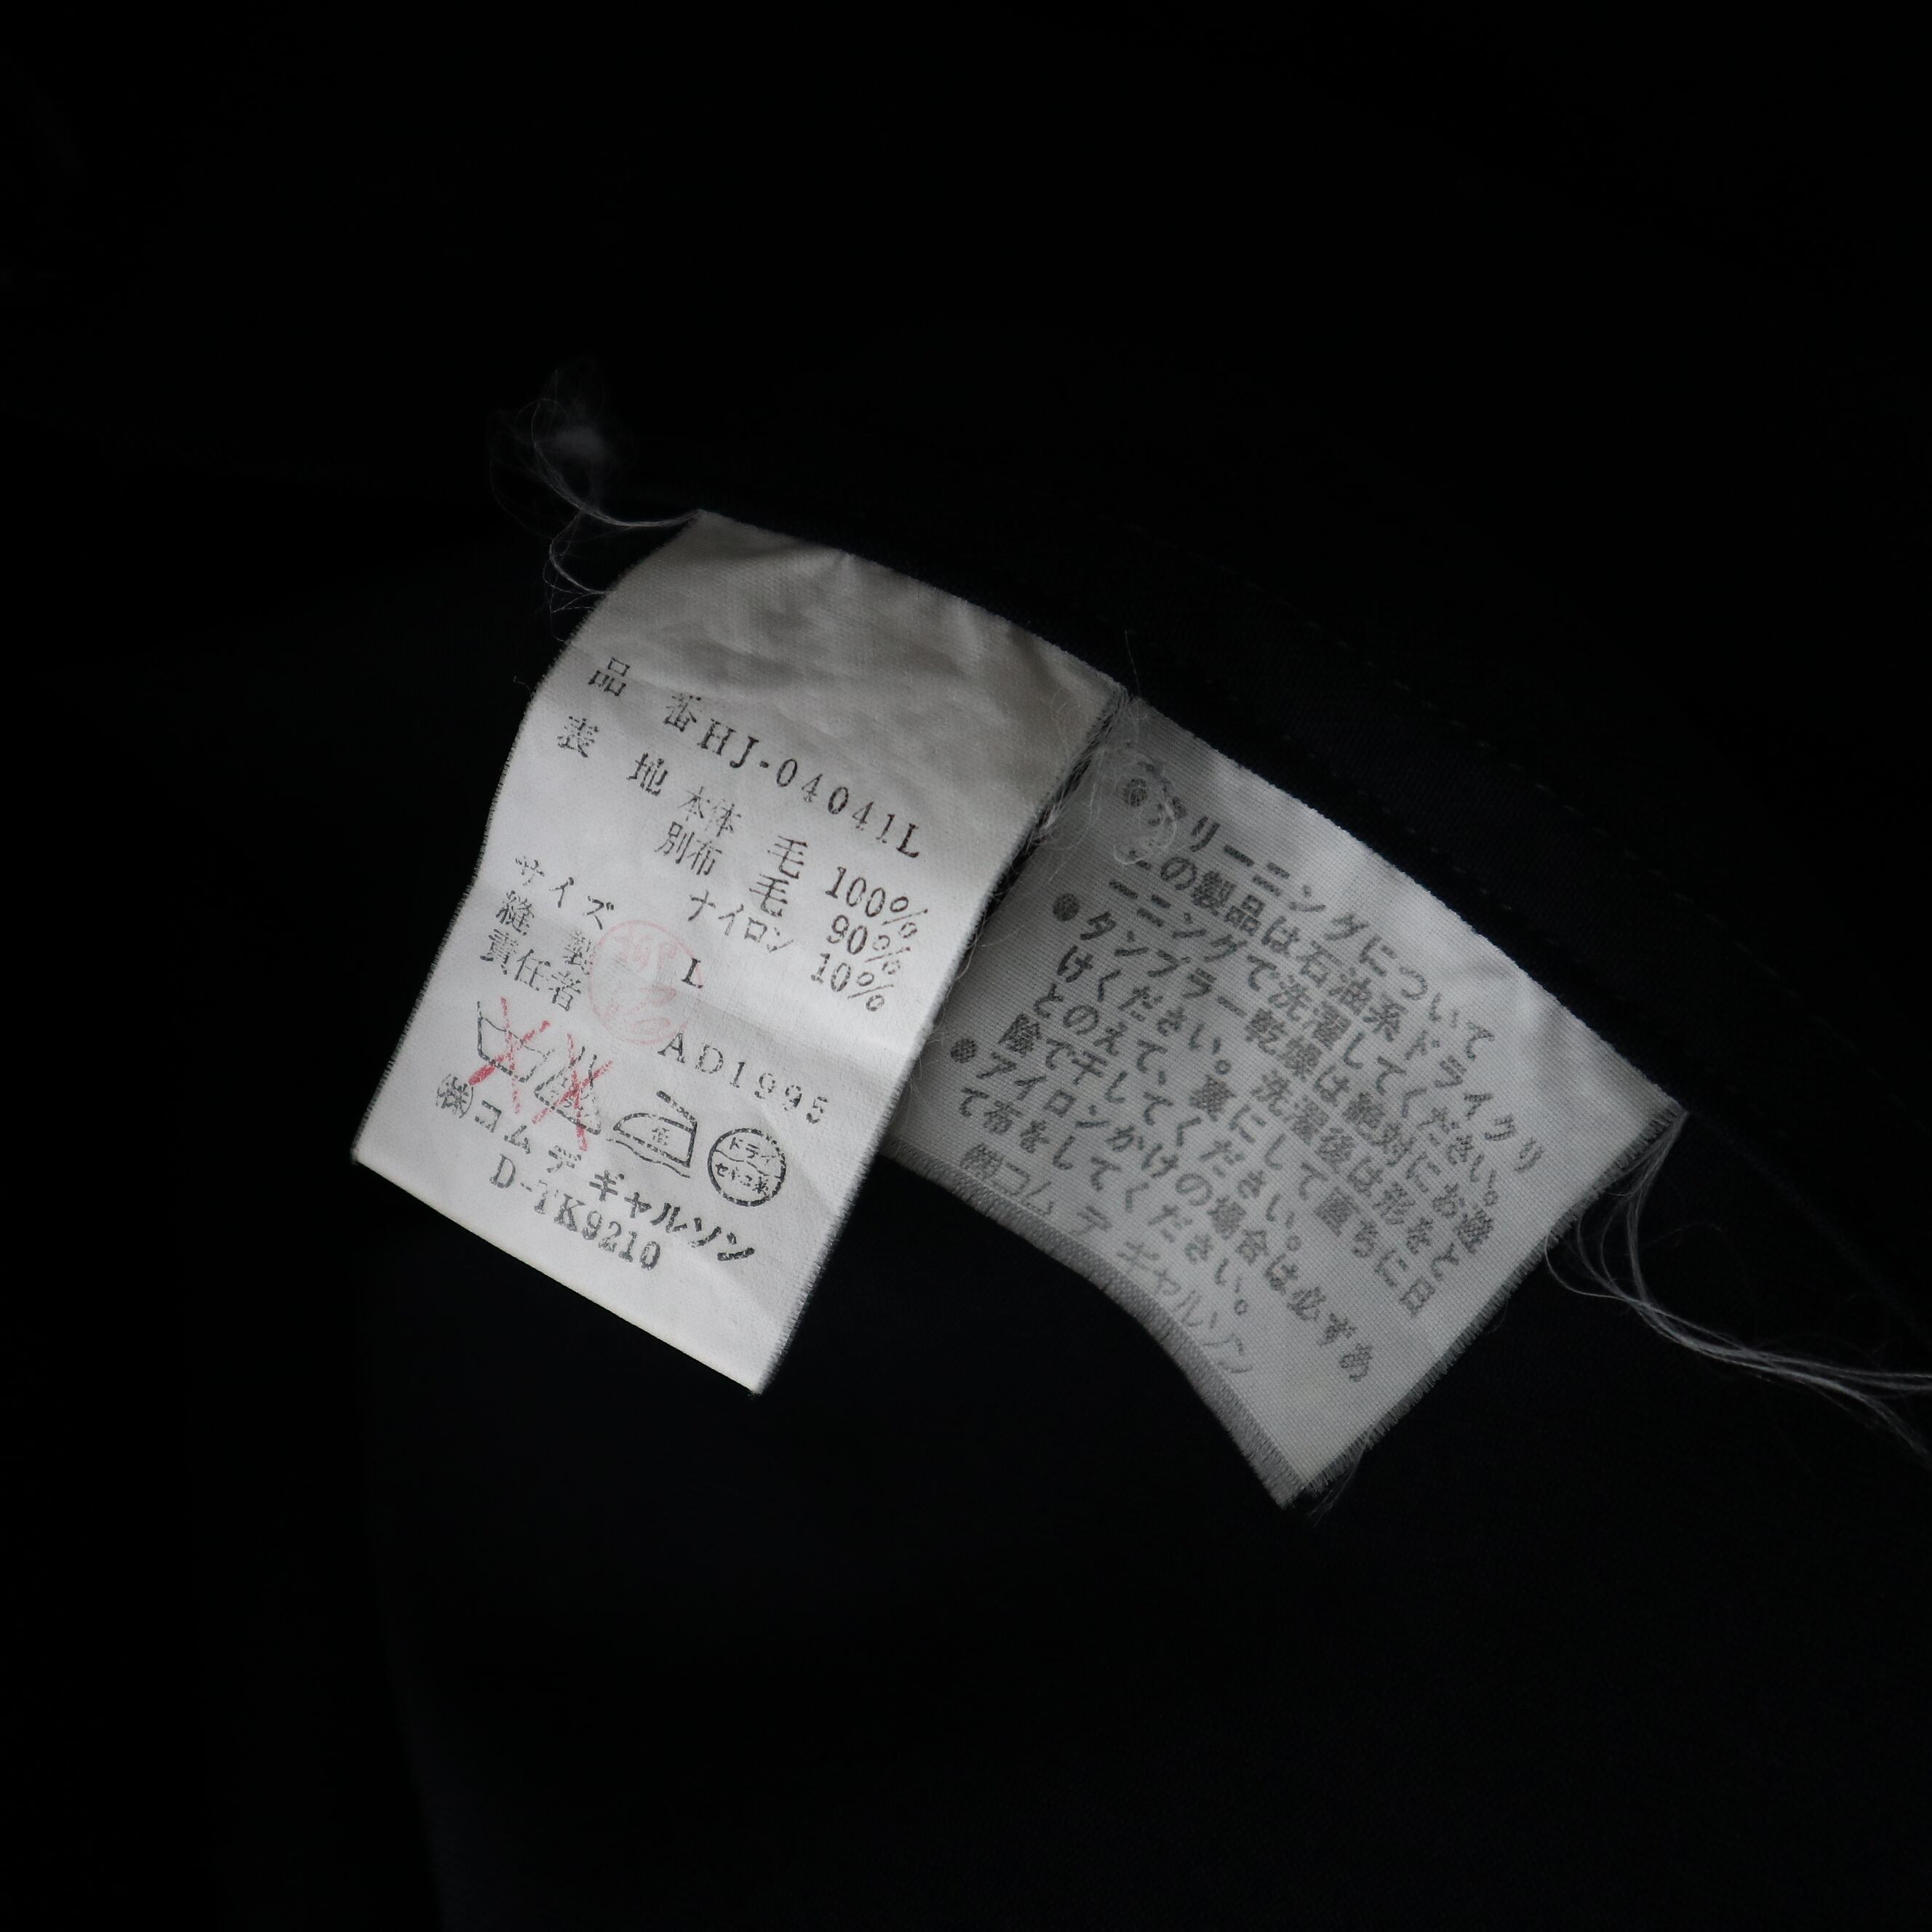 品 番 HJ-04041L
表 地 本体 毛 100%
別布 毛 90%
ナイロン 10%
サイズ L
縫 製
責任者 AD1995
ドライ
セキユ系
㈱コム デ ギャルソン
D-TK9210
●クリーニングについて
この製品は石油系ドライクリ
ーニングで洗濯してください。
●タンブラー乾燥は絶対にお避
けください。洗濯後は形をと
とのえて、裏にして直ちに日
陰で干してください。
●アイロンかけの場合は必ずあ
て布をしてください。
㈱コム デ ギャルソン